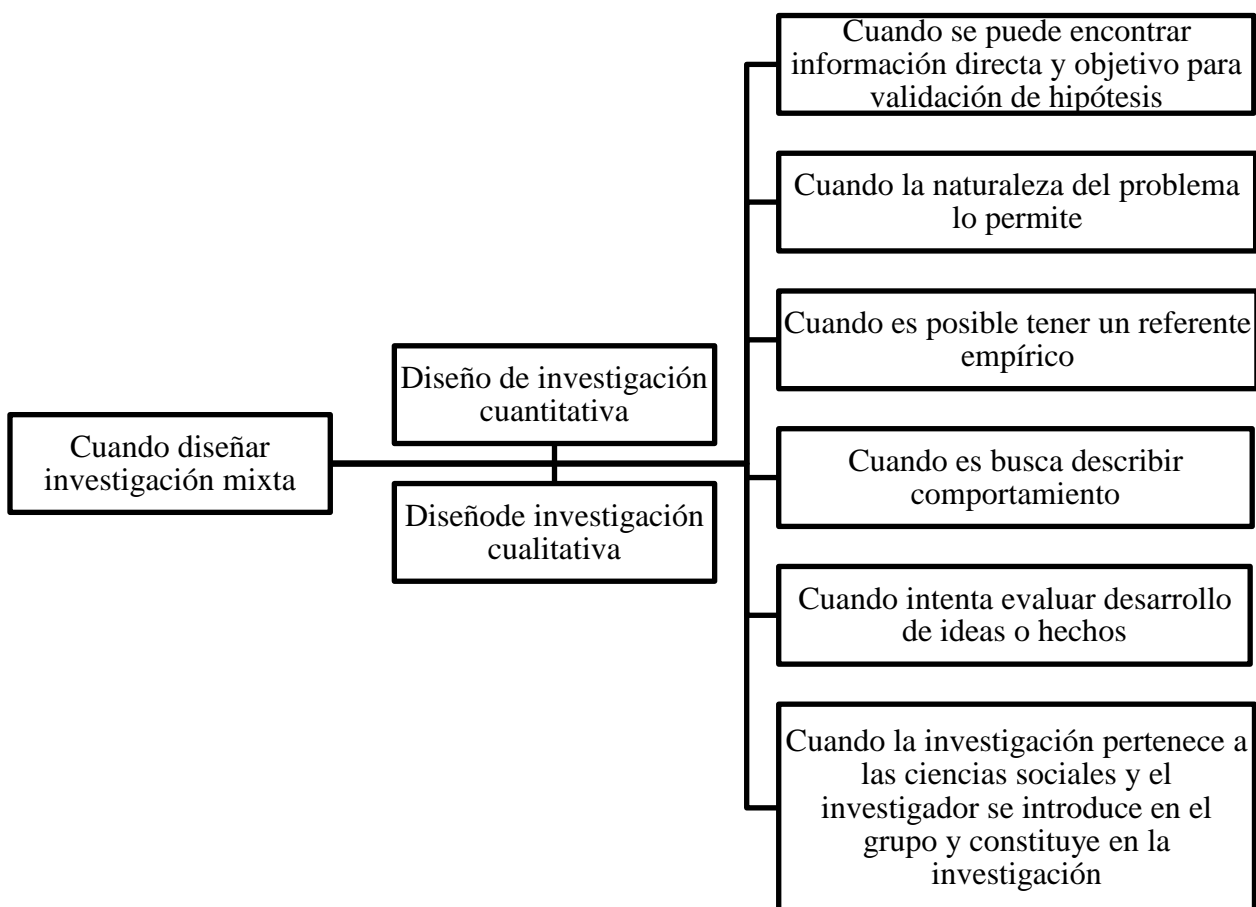 Cuando diseñar
investigación mixta
Diseño de investigación
cuantitativa
Diseñode investigación
cualitativa
Cuando se puede encontrar
información directa y objetivo para
validación de hipótesis
Cuando la naturaleza del problema
lo permite
Cuando es posible tener un referente
empírico
Cuando es busca describir
comportamiento
Cuando intenta evaluar desarrollo
de ideas o hechos
Cuando la investigación pertenece a
las ciencias sociales y el
investigador se introduce en el
grupo y constituye en la
investigación